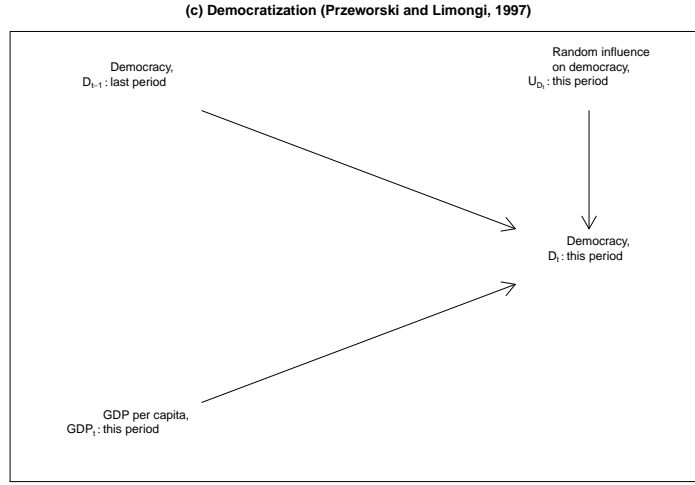 (c) Democratization (Przeworski and Limongi, 1997)
Democracy,
Dt−1 : last period
Random influence
on democracy,
UDt : this period
Democracy,
Dt : this period
GDP per capita,
GDPt : this period